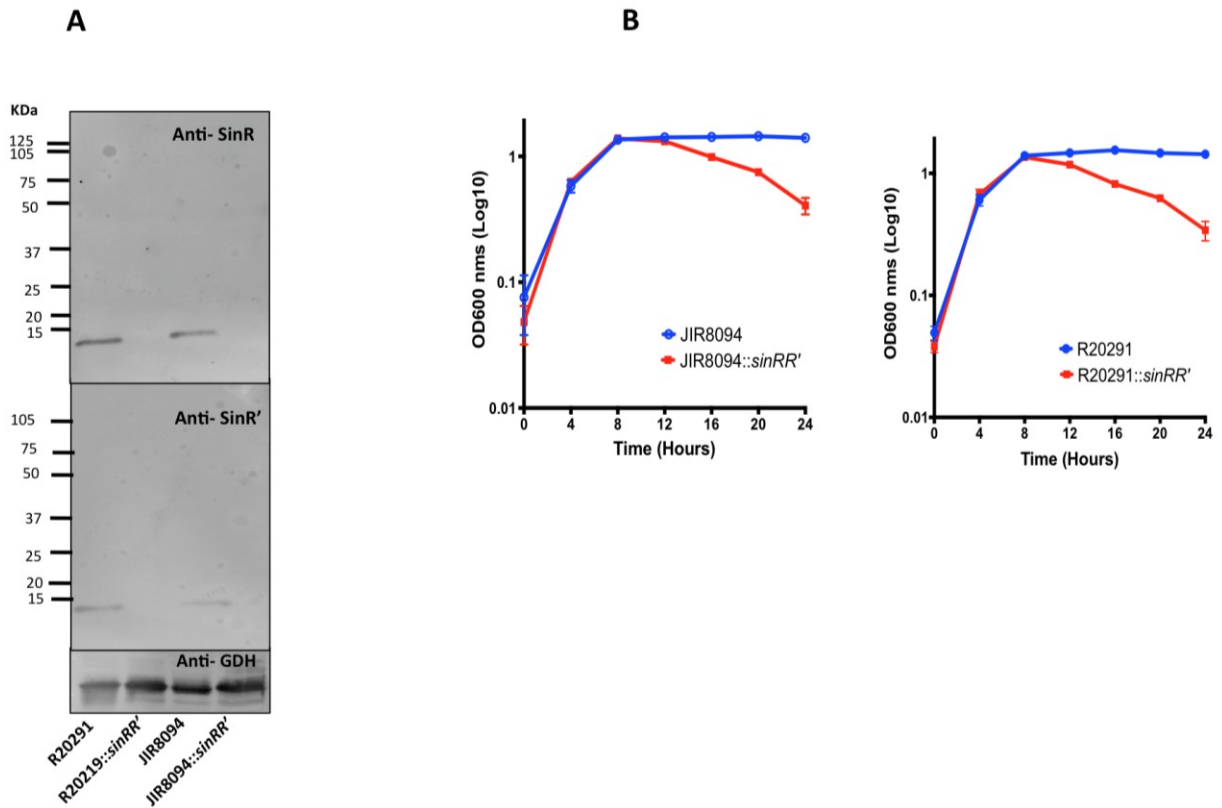 A
B
KDa
Anti- SinR
125
105
75
50
37
25
20
15
Anti- SinR'
105
75
50
37
25
20
15
Anti- GDH
R20291
R20219::sinRR'
JIR8094
JIR8094::sinRR'
OD600 nms (Log10)
1
0.1
0.01
JIR8094
JIR8094::sinRR'
0 4 8 12 16 20 24
Time (Hours)
OD600 nms (Log10)
1
0.1
0.01
R20291
R20291::sinRR'
0 4 8 12 16 20 24
Time (Hours)